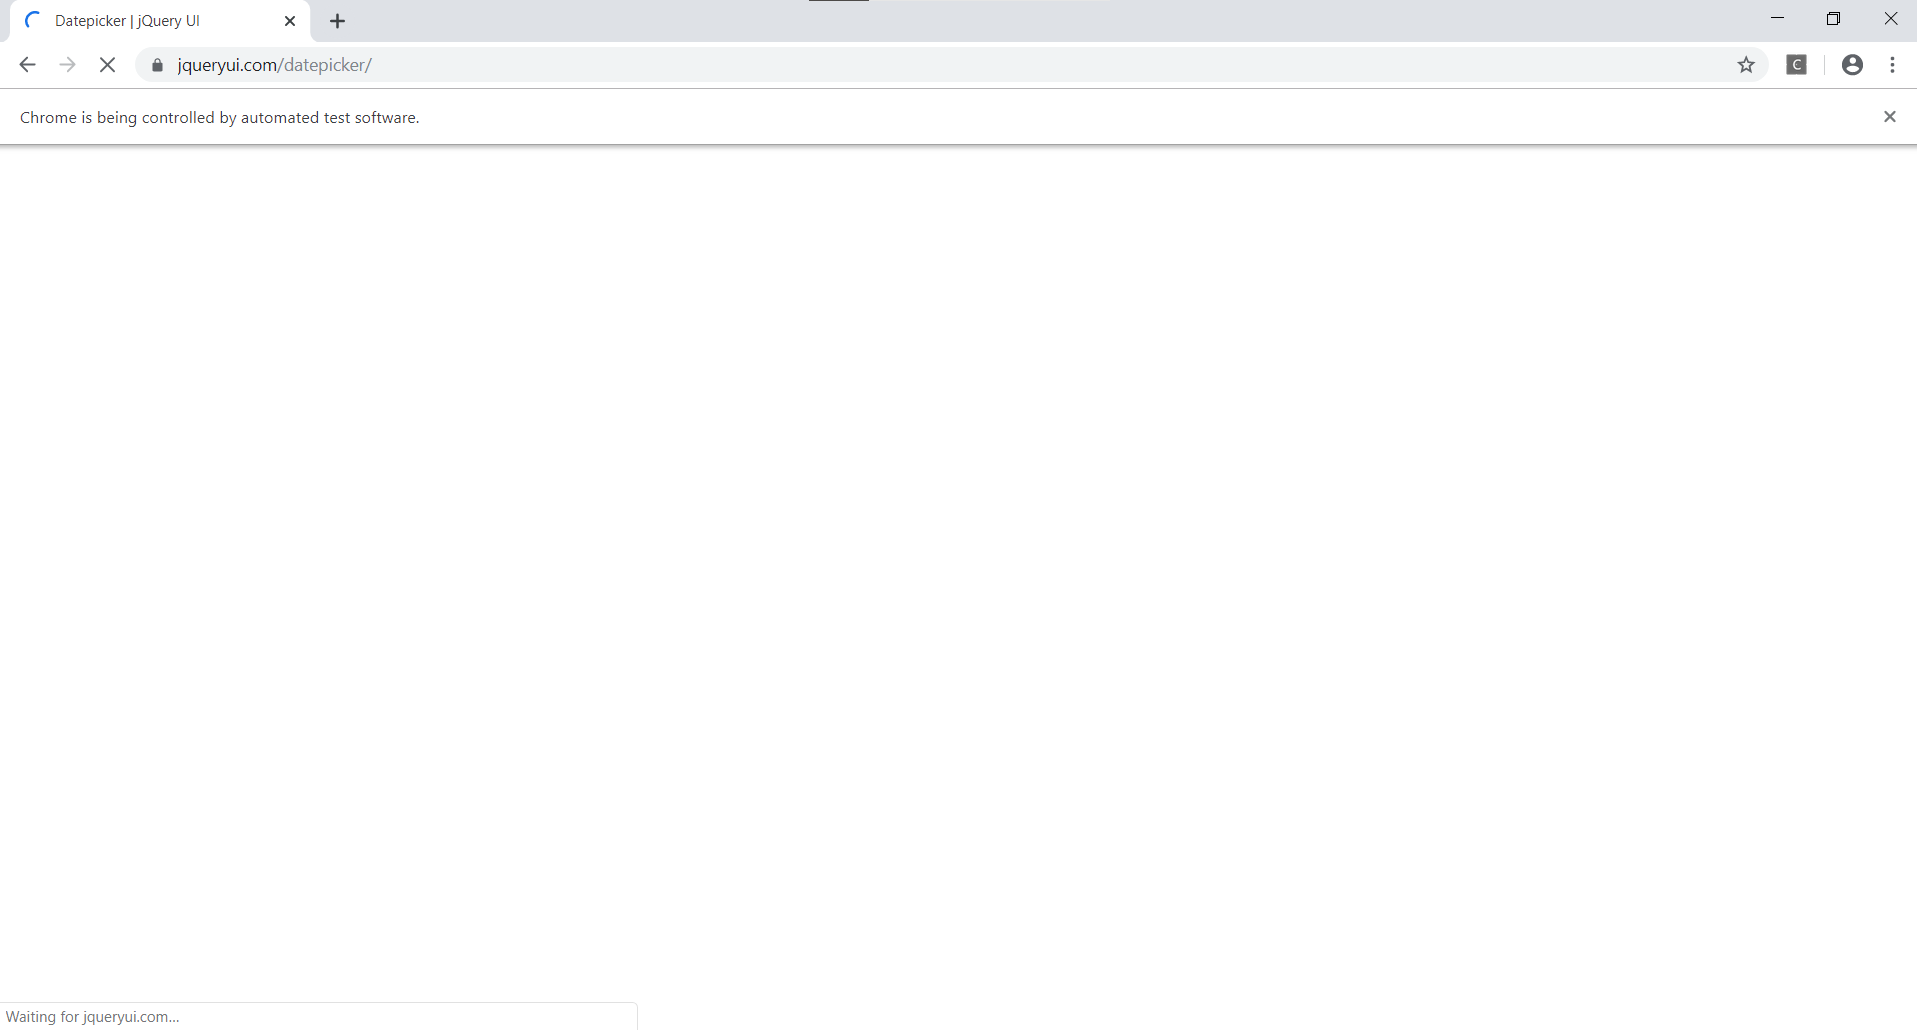 Datepicker | jQuery UI
jqueryui.com/datepicker/
C
Chrome is being controlled by automated test software.
Waiting for jqueryui.com...